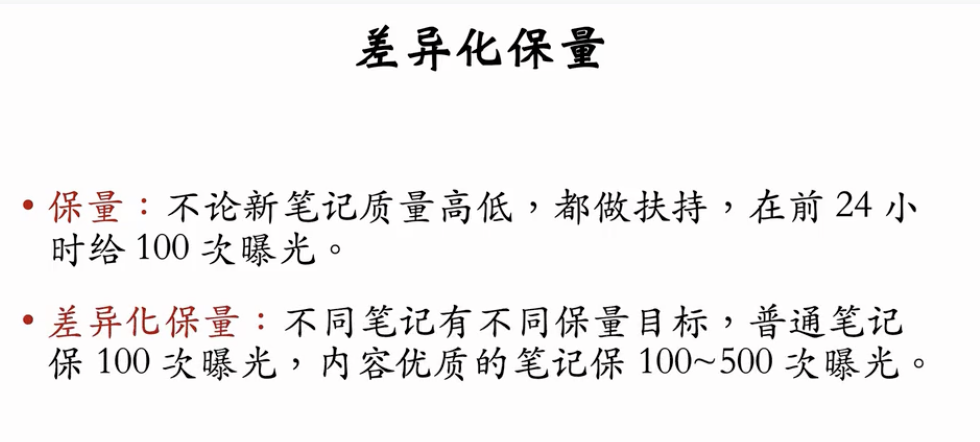 差异化保量
• 保量：不论新笔记质量高低，都做扶持，在前 24 小
时给 100 次曝光。
• 差异化保量：不同笔记有不同保量目标，普通笔记
保 100 次曝光，内容优质的笔记保 100~500 次曝光。